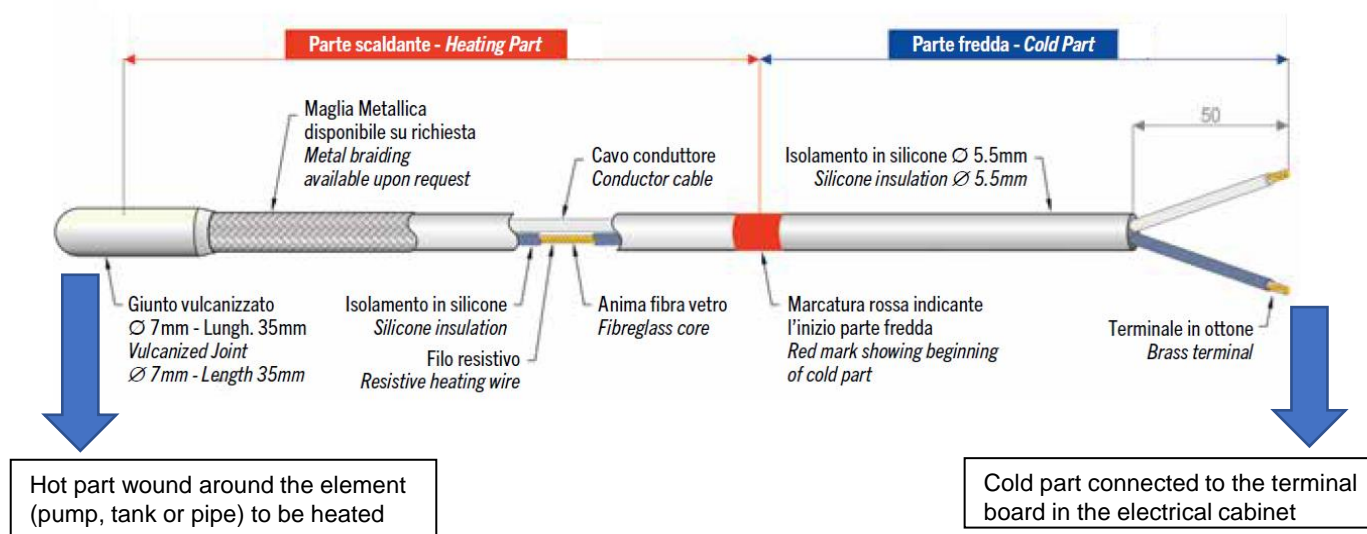 Parte scaldante - Heating Part
Parte fredda - Cold Part
Maglia Metallica
disponibile su richiesta
Metal braiding
available upon request
Cavo conduttore
Conductor cable
Isolamento in silicone Ø 5.5mm
Silicone insulation Ø 5.5mm
50
Giunto vulcanizzato
Ø 7mm - Lungh. 35mm
Vulcanized Joint
Ø 7mm - Length 35mm
Isolamento in silicone
Silicone insulation
Filo resistivo
Resistive heating wire
Anima fibra vetro
Fibreglass core
Marcatura rossa indicante
l'inizio parte fredda
Red mark showing beginning
of cold part
Terminale in ottone
Brass terminal
Hot part wound around the element
(pump, tank or pipe) to be heated
Cold part connected to the terminal
board in the electrical cabinet